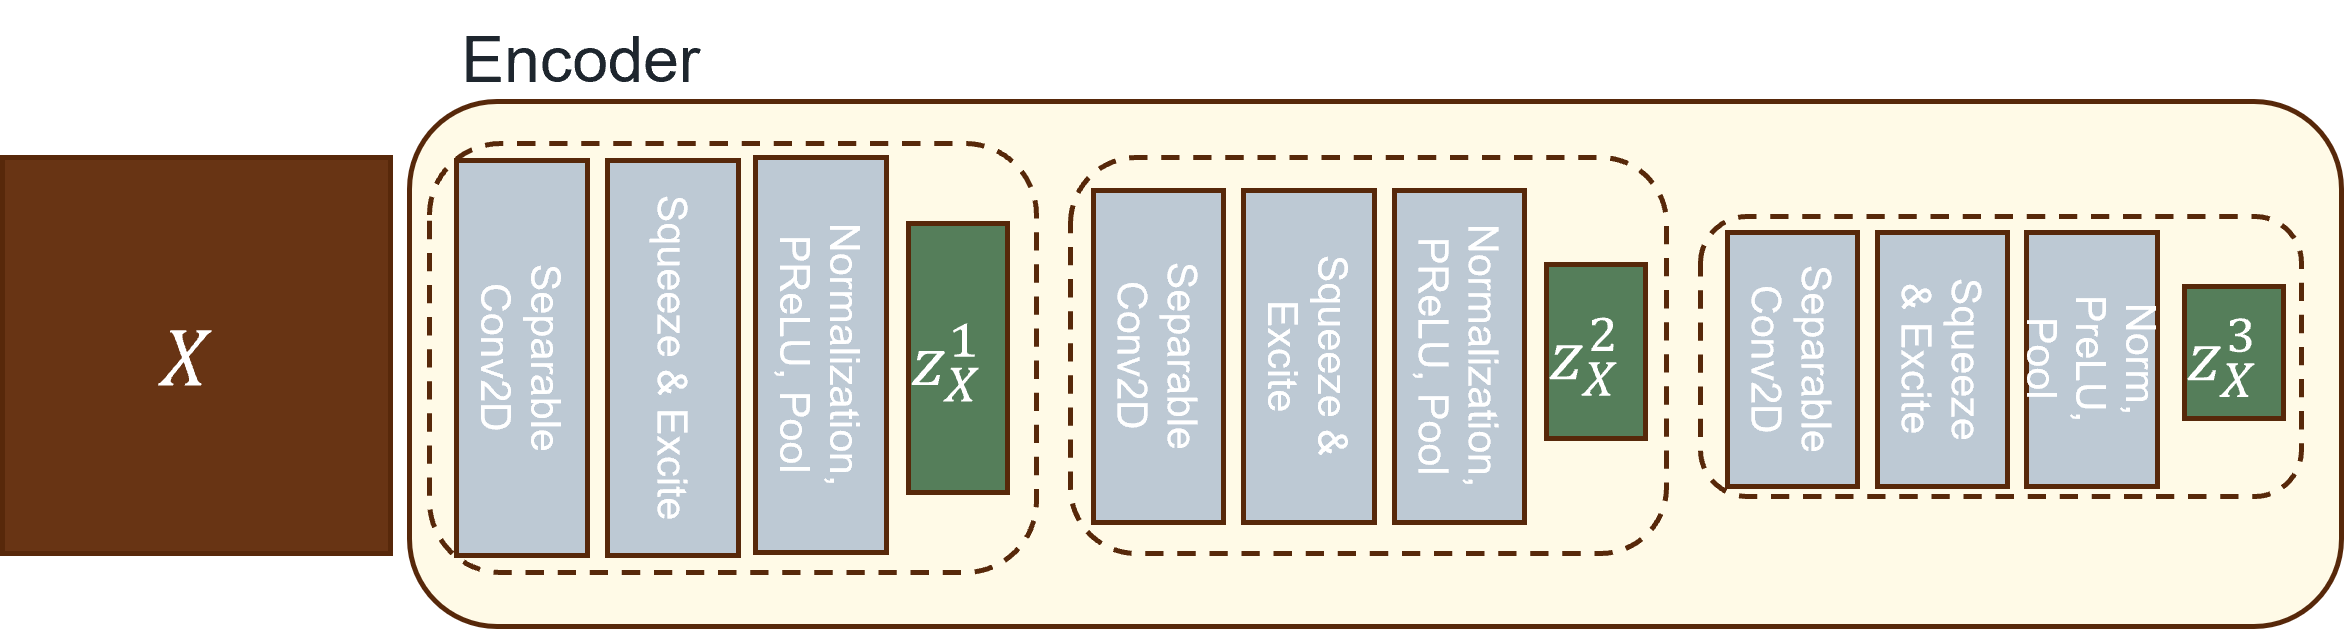 Encoder
X
Separable
Conv2D
Squeeze & Excite
Normalization,
PReLU, Pool
z_X^1
Separable
Conv2D
Squeeze &
Excite
Normalization,
PReLU, Pool
z_X^2
Separable
Conv2D
Squeeze
& Excite
Norm,
PreLU,
Pool
z_X^3